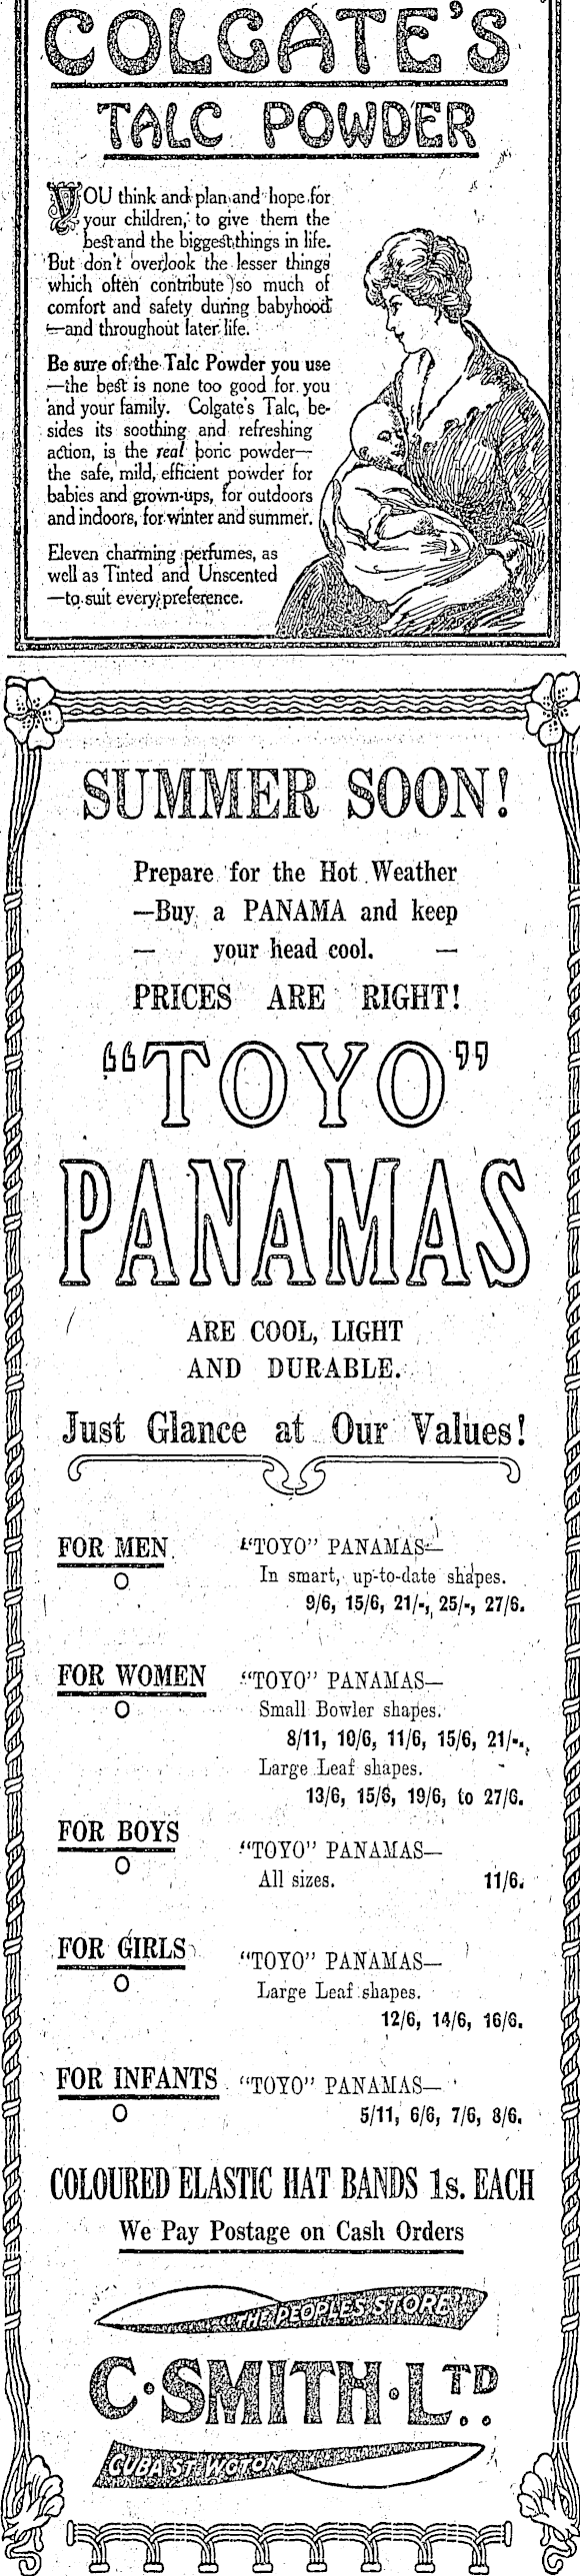 COLGATE'S
TALC POWDER
YOU think and plan and hope for
your children, to give them the
best and the biggest things in life.
But don't overlook the lesser things
which often contribute so much of
comfort and safety during babyhood
—and throughout later life.
Be sure of the Talc Powder you use
—the best is none too good for you
and your family. Colgate's Talc, be-
sides its soothing and refreshing
action, is the real boric powder—
the safe, mild, efficient powder for
babies and grown-ups, for outdoors
and indoors, for winter and summer.
Eleven charming perfumes, as
well as Tinted and Unscented
—to suit every preference.
SUMMER SOON!
Prepare for the Hot Weather
—Buy a PANAMA and keep
— your head cool. —
PRICES ARE RIGHT!
"TOYO"
PANAMAS
ARE COOL, LIGHT
AND DURABLE.
Just Glance at Our Values!
FOR MEN "TOYO" PANAMAS—
In smart, up-to-date shapes.
9/6, 15/6, 21/-, 25/-, 27/6.
FOR WOMEN "TOYO" PANAMAS—
Small Bowler shapes.
8/11, 10/6, 11/6, 15/6, 21/-.
Large Leaf shapes.
13/6, 15/6, 19/6, to 27/6.
FOR BOYS "TOYO" PANAMAS—
All sizes. 11/6.
FOR GIRLS "TOYO" PANAMAS—
Large Leaf shapes.
12/6, 14/6, 16/6.
FOR INFANTS "TOYO" PANAMAS—
5/11, 6/6, 7/6, 8/6.
COLOURED ELASTIC HAT BANDS 1s. EACH
We Pay Postage on Cash Orders
"THE PEOPLES STORE"
C. SMITH. LTD..
CUBA ST. WGTON.